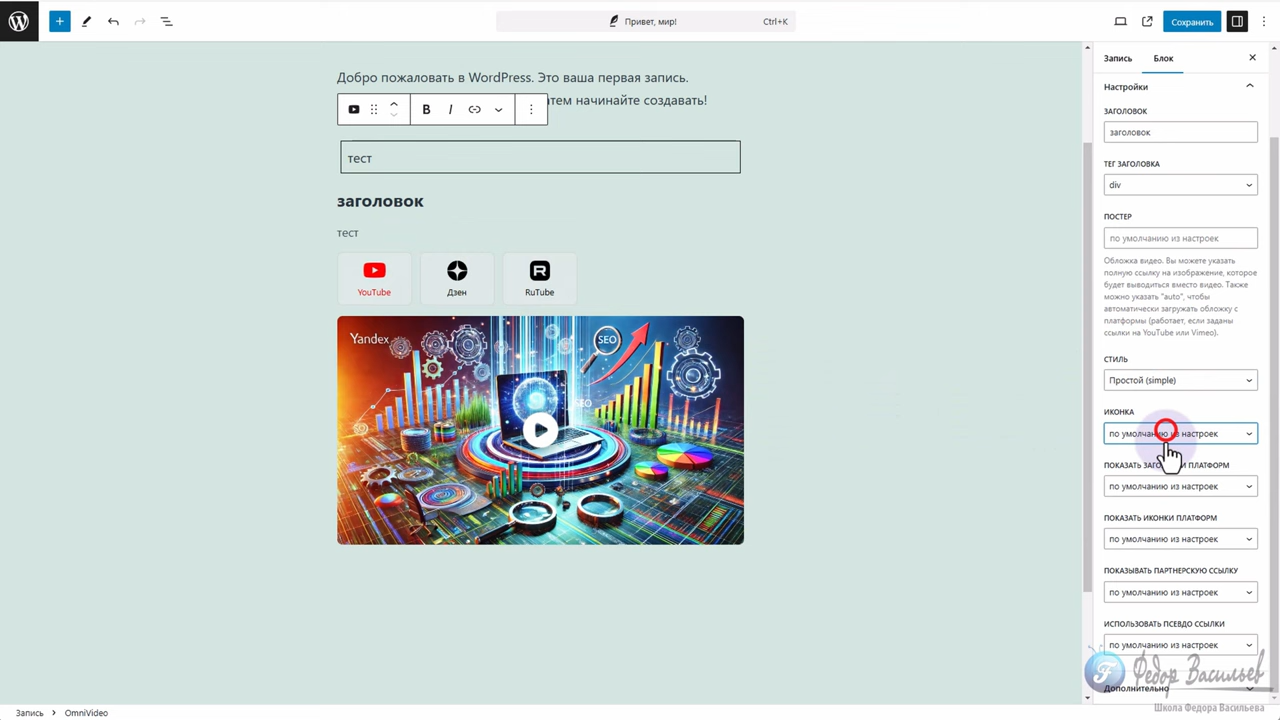 Привет, мир!
Ctrl+K
Сохранить
Добро пожаловать в WordPress. Это ваша первая запись.
атем начинайте создавать!
B I
тест
заголовок
тест
YouTube
Дзен
RuTube
Yandex
SEO
SEO
Запись
Блок
Настройки
ЗАГОЛОВОК
заголовок
ТЕГ ЗАГОЛОВКА
div
ПОСТЕР
по умолчанию из настроек
Обложка видео. Вы можете указать
полную ссылку на изображение, которое
будет выводиться вместо видео. Также
можно указать "auto", чтобы
автоматически загружать обложку с
платформы (работает, если заданы
ссылки на YouTube или Vimeo).
СТИЛЬ
Простой (simple)
ИКОНКА
по умолчанию из настроек
ПОКАЗАТЬ ЗАГО И ПЛАТФОРМ
по умолчанию из настроек
ПОКАЗАТЬ ИКОНКИ ПЛАТФОРМ
по умолчанию из настроек
ПОКАЗЫВАТЬ ПАРТНЕРСКУЮ ССЫЛКУ
по умолчанию из настроек
ИСПОЛЬЗОВАТЬ ПСЕВДО ССЫЛКИ
по умолчанию из настроек
Федор Васильев
Дополнительно
Школа Федора Васильева
Запись > OmniVideo